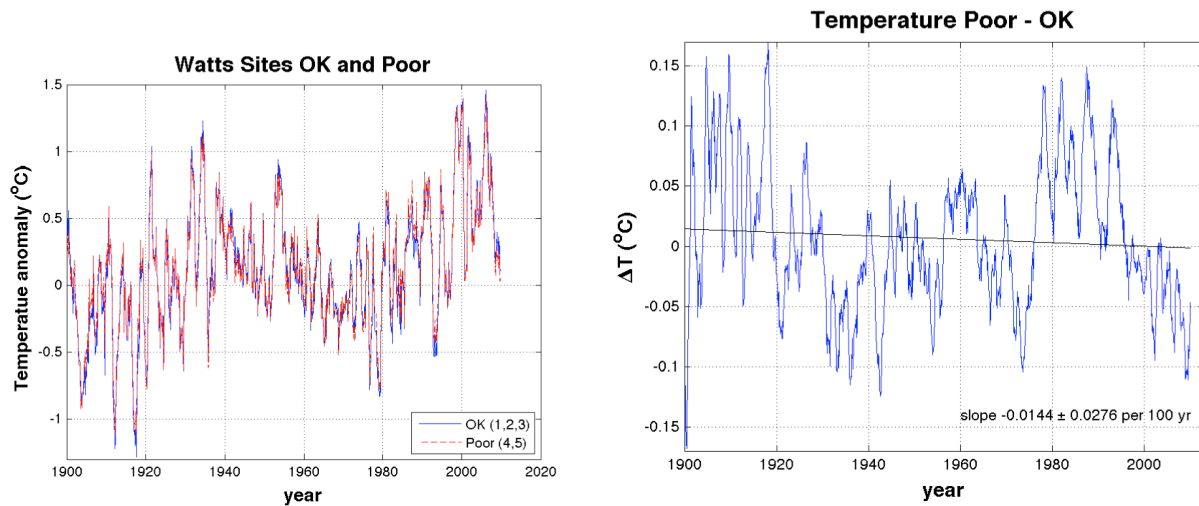 Watts Sites OK and Poor
Temperatue anomaly (°C)
1.5
1
0.5
0
-0.5
-1
1900
1920
1940
1960
1980
2000
2020
year
OK (1,2,3)
Poor (4,5)
Temperature Poor - OK
ΔT (°C)
0.15
0.1
0.05
0
-0.05
-0.1
-0.15
1900
1920
1940
1960
1980
2000
year
slope -0.0144 ± 0.0276 per 100 yr